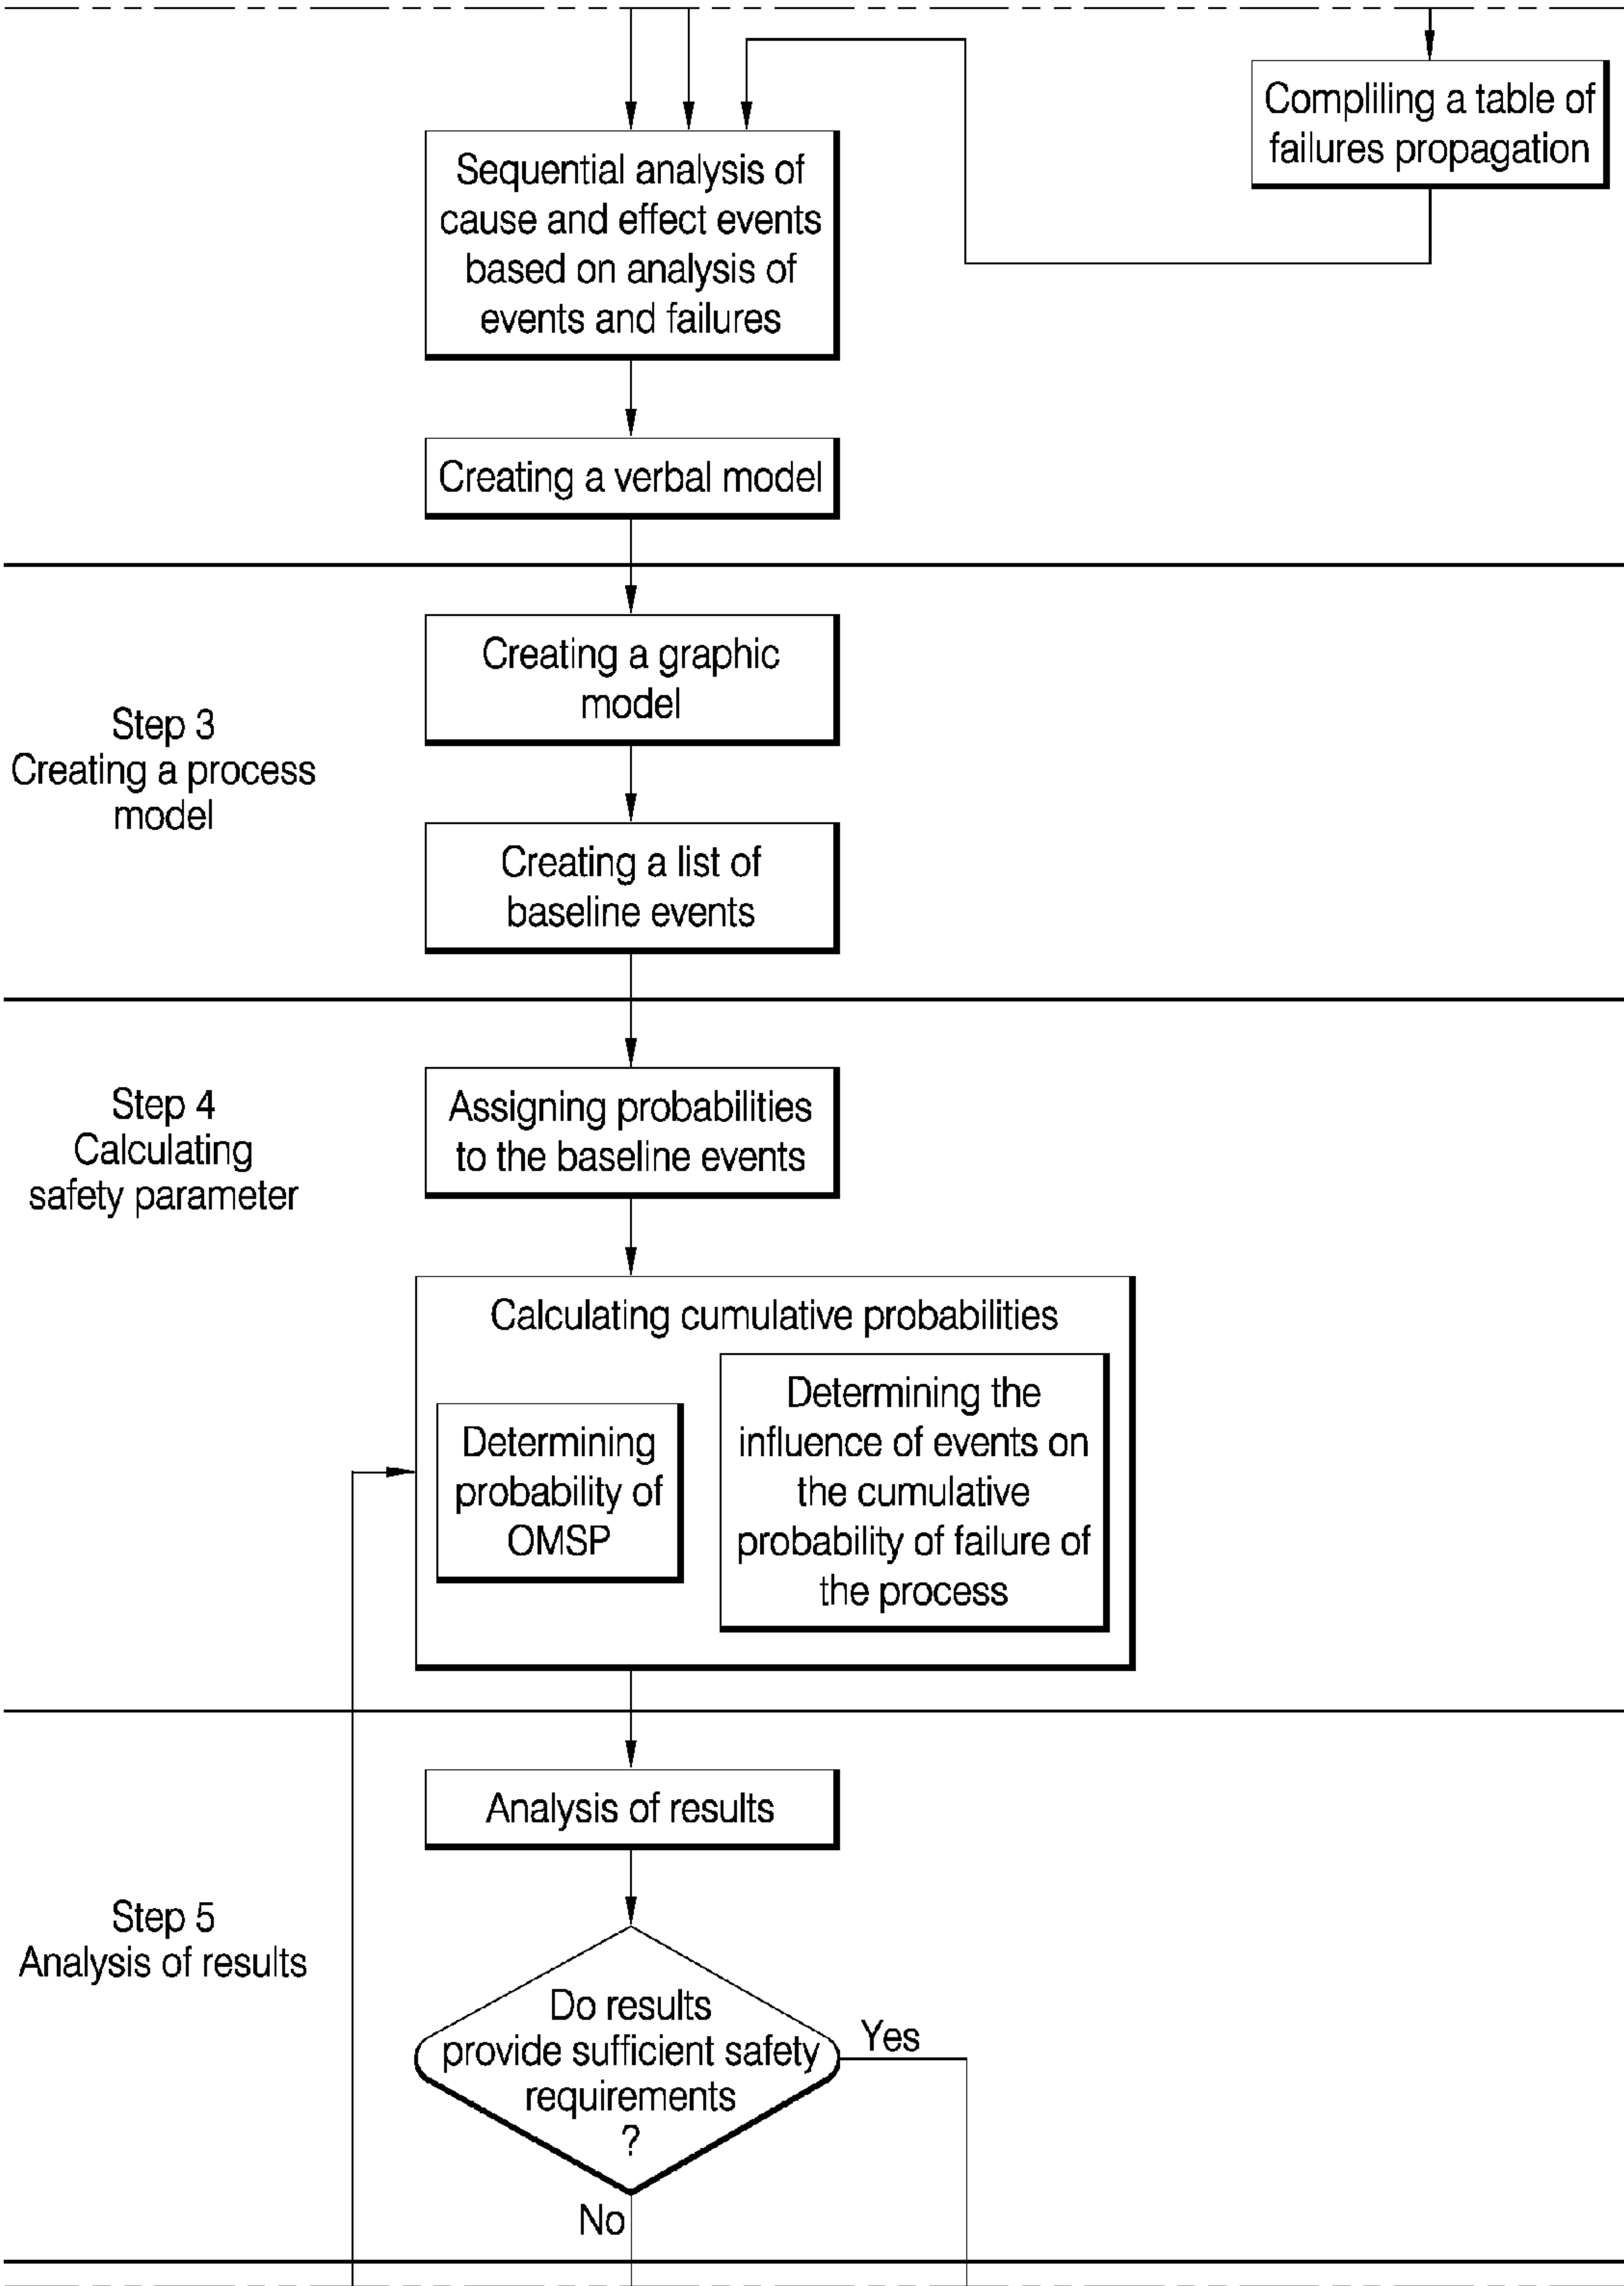 Compliling a table of
failures propagation
Sequential analysis of
cause and effect events
based on analysis of
events and failures
Creating a verbal model
Step 3
Creating a process
model
Creating a graphic
model
Creating a list of
baseline events
Step 4
Calculating
safety parameter
Assigning probabilities
to the baseline events
Calculating cumulative probabilities
Determining
probability of
OMSP
Determining the
influence of events on
the cumulative
probability of failure of
the process
Step 5
Analysis of results
Analysis of results
Do results
provide sufficient safety
requirements
?
Yes
No